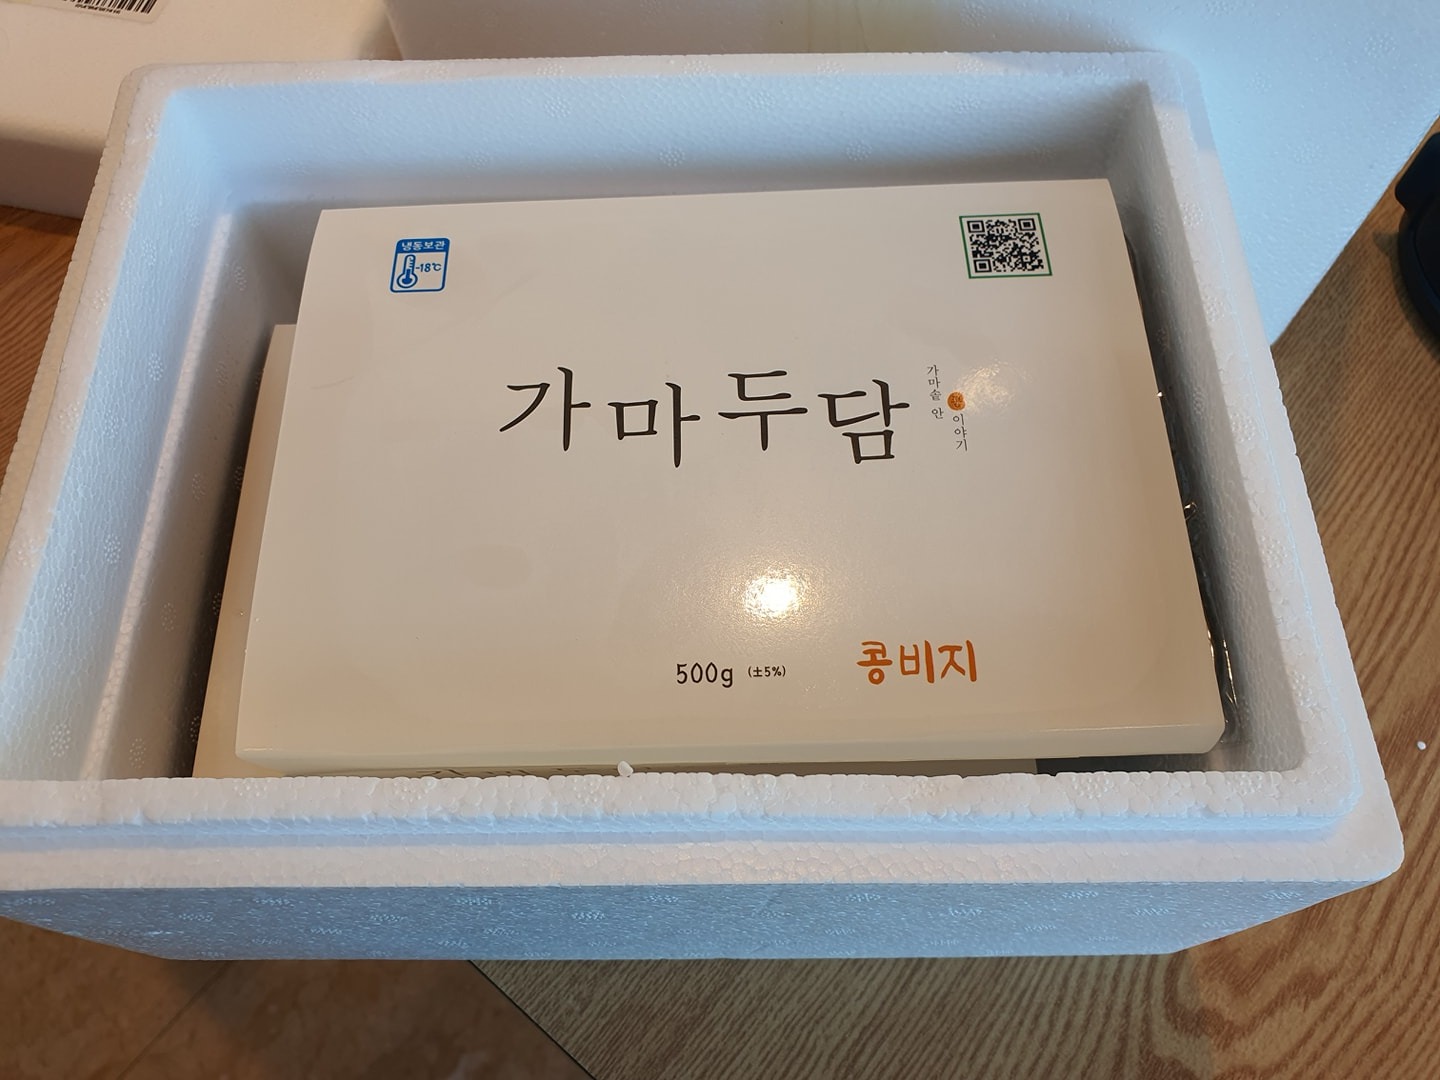 냉동보관
-18℃
가마두담
가마솥 안
이야기
500g (±5%)
콩비지